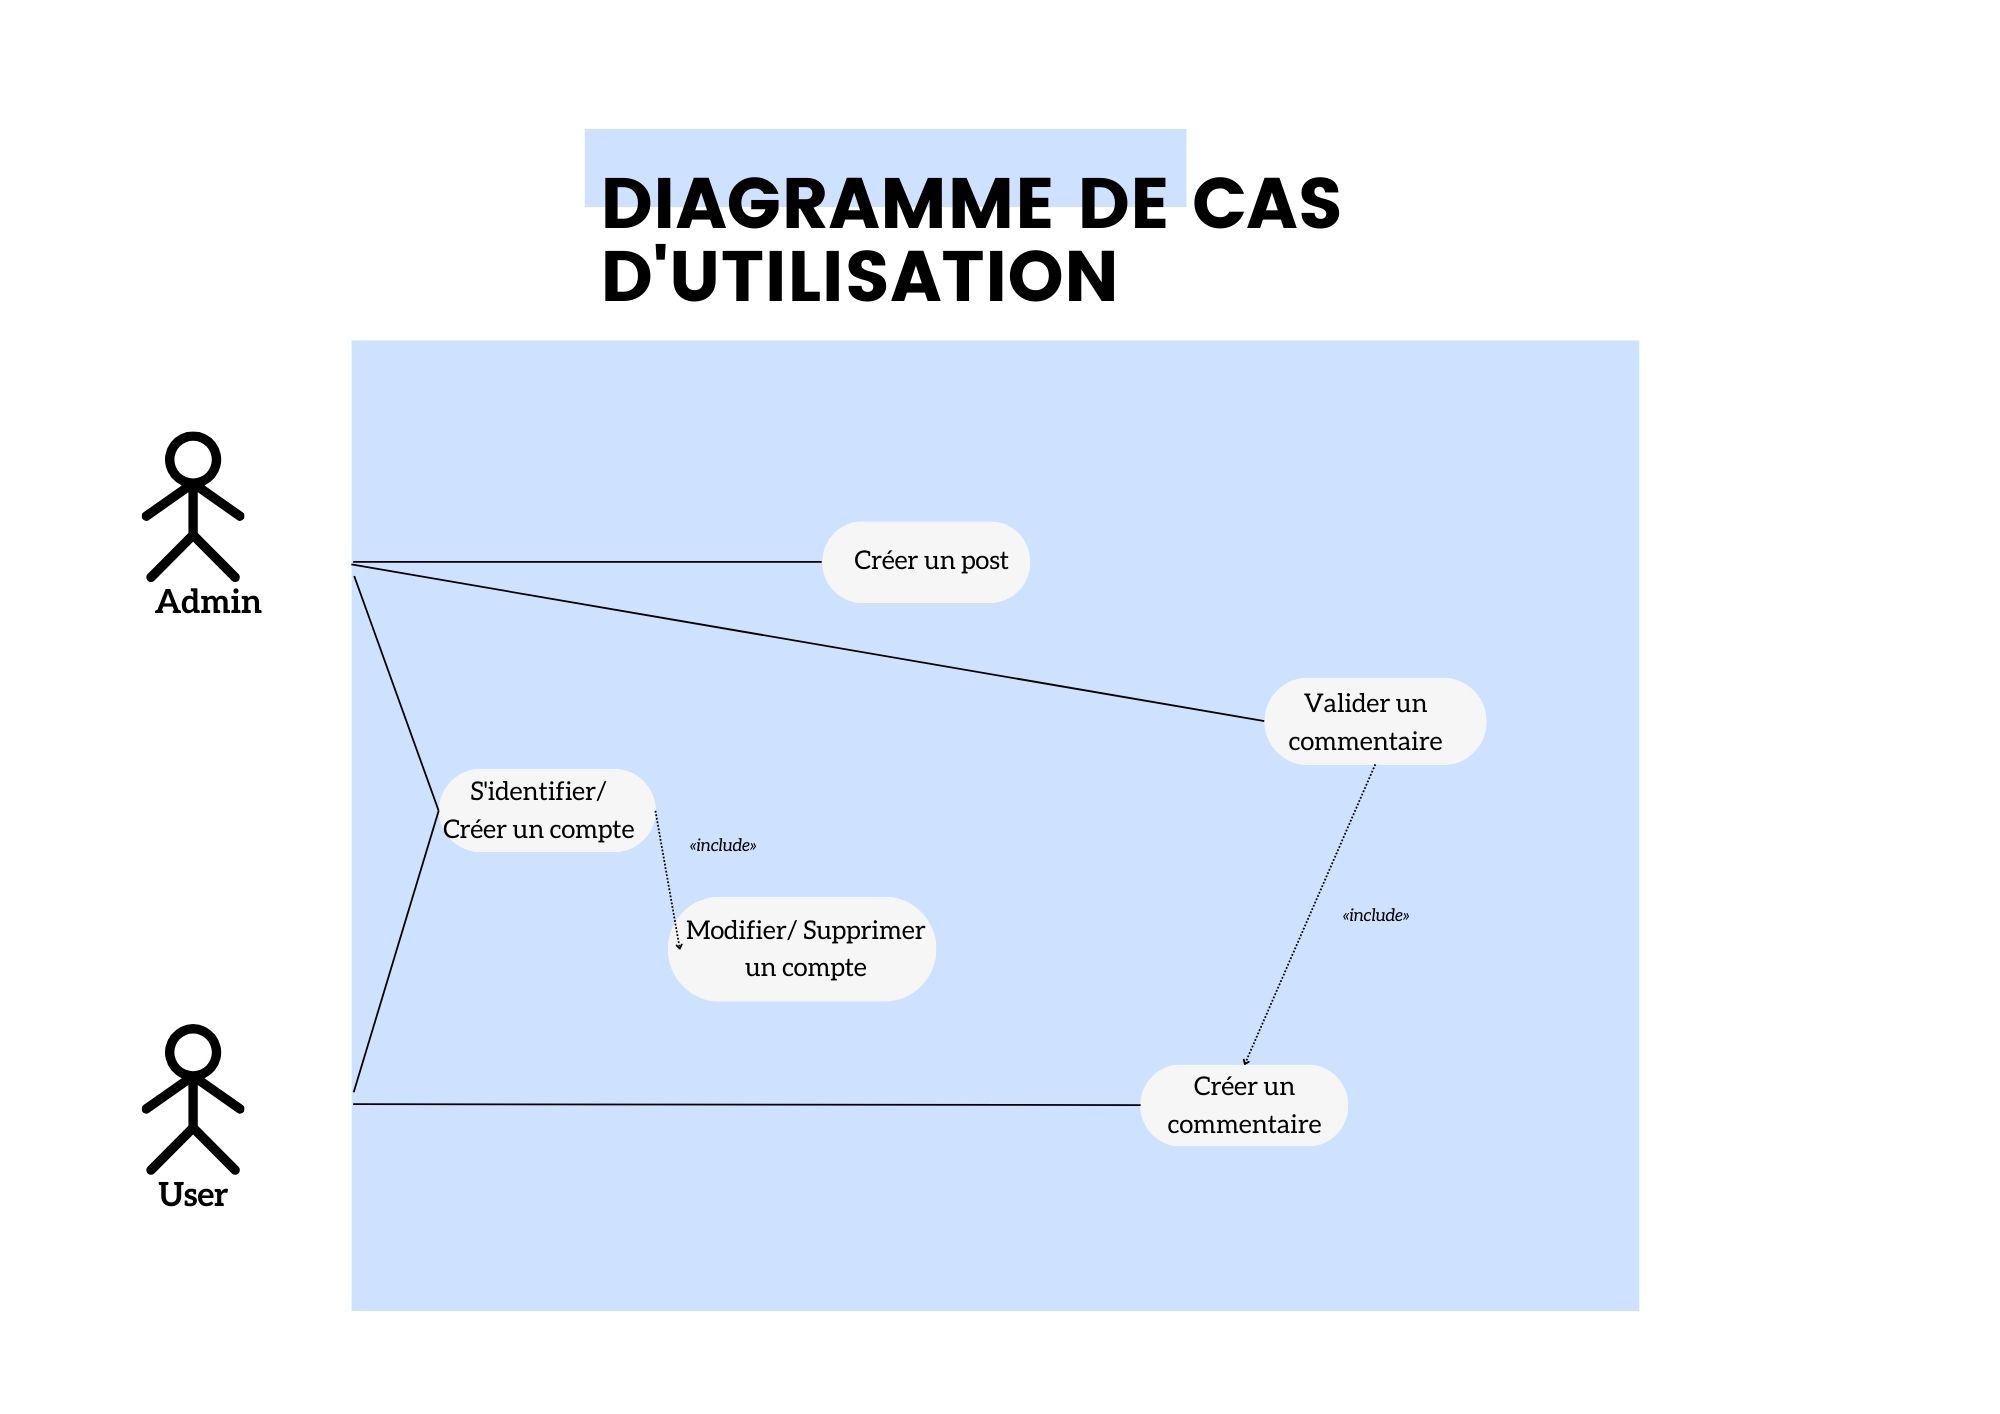 DIAGRAMME DE CAS
D'UTILISATION
Admin
Créer un post
Valider un
commentaire
S'identifier/
Créer un compte
«include»
Modifier/ Supprimer
un compte
«include»
Créer un
commentaire
User